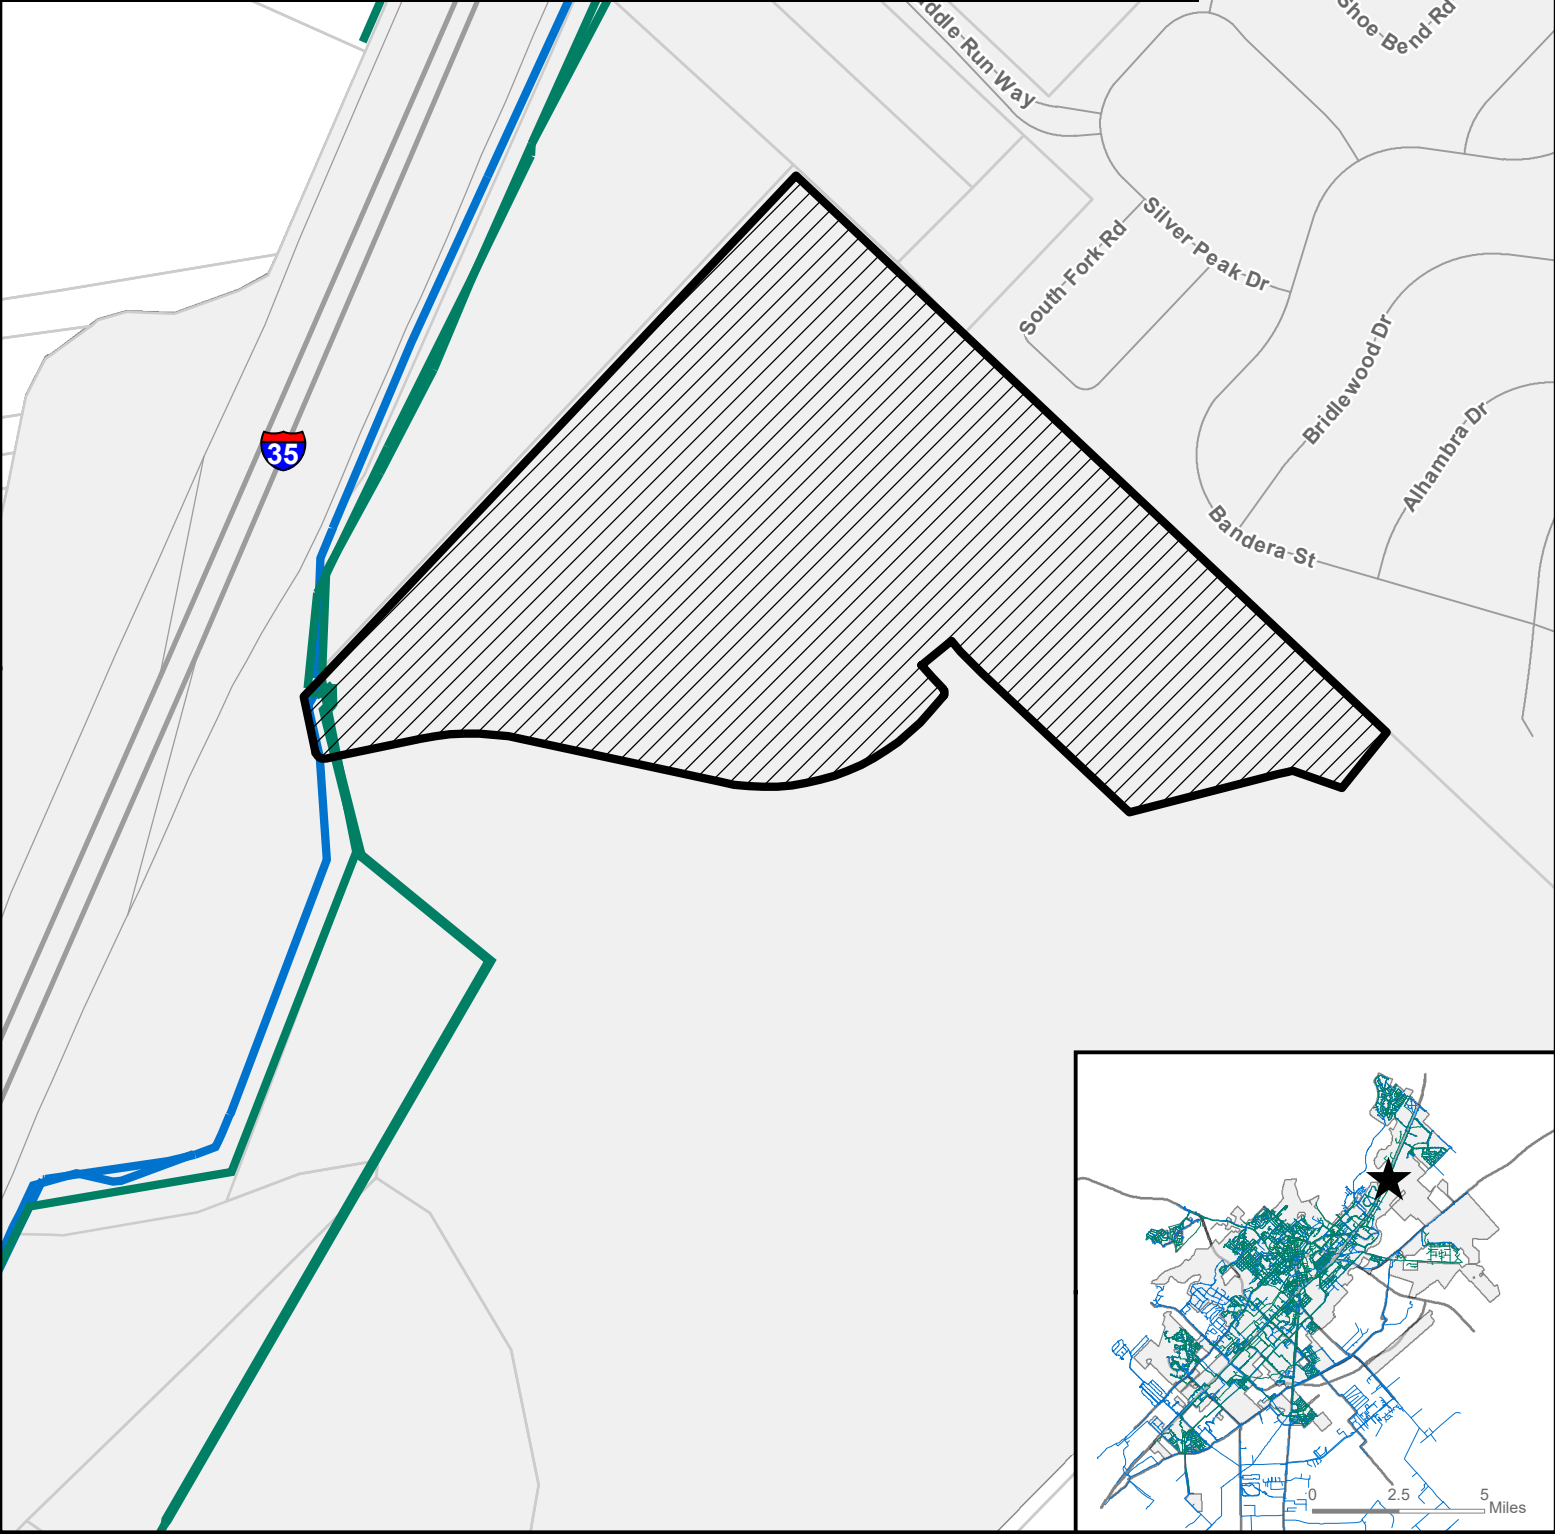 Shoe Bend Rd
ddle Run Way
Silver Peak Dr
South Fork Rd
Bridlewood Dr
Alhambra Dr
35
Bandera St
0 2.5 5
Miles